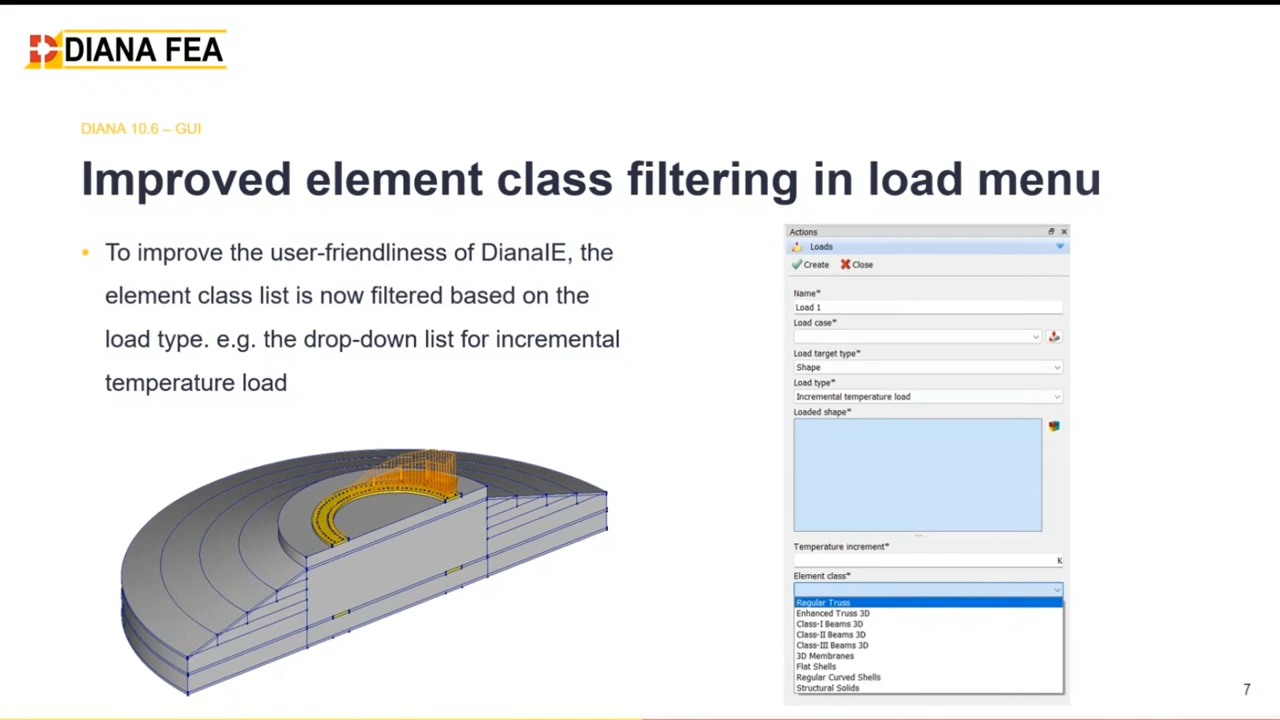 DIANA FEA
DIANA 10.6 – GUI
Improved element class filtering in load menu
• To improve the user-friendliness of DianaIE, the
element class list is now filtered based on the
load type. e.g. the drop-down list for incremental
temperature load
Actions
Loads
Create Close
Name*
Load 1
Load case*
Load target type*
Shape
Load type*
Incremental temperature load
Loaded shape*
Temperature increment*
K
Element class*
Regular Truss
Enhanced Truss 3D
Class-I Beams 3D
Class-II Beams 3D
Class-III Beams 3D
3D Membranes
Flat Shells
Regular Curved Shells
Structural Solids
7